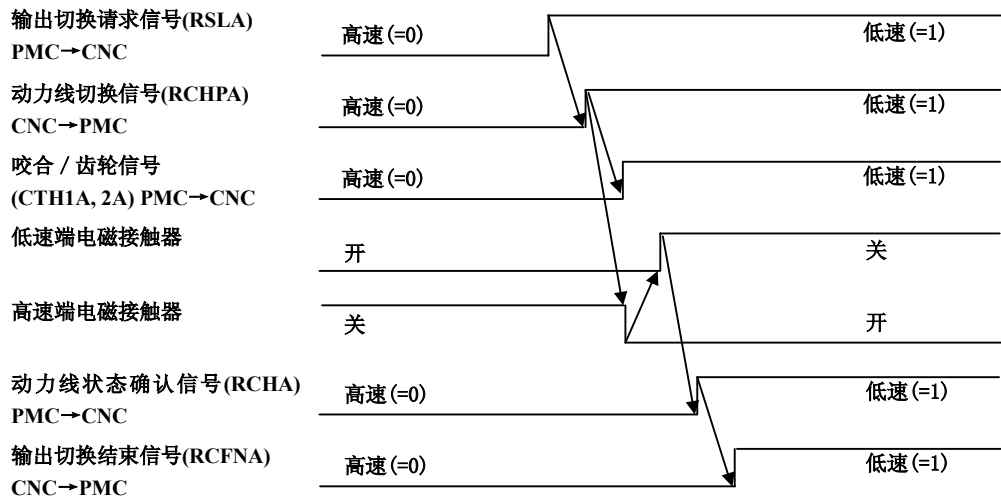 输出切换请求信号(RSLA)
PMC→CNC
高速(=0)
低速(=1)
动力线切换信号(RCHPA)
CNC→PMC
高速(=0)
低速(=1)
咬合／齿轮信号
(CTH1A, 2A) PMC→CNC
高速(=0)
低速(=1)
低速端电磁接触器
开
关
高速端电磁接触器
关
开
动力线状态确认信号(RCHA)
PMC→CNC
高速(=0)
低速(=1)
输出切换结束信号(RCFNA)
CNC→PMC
高速(=0)
低速(=1)